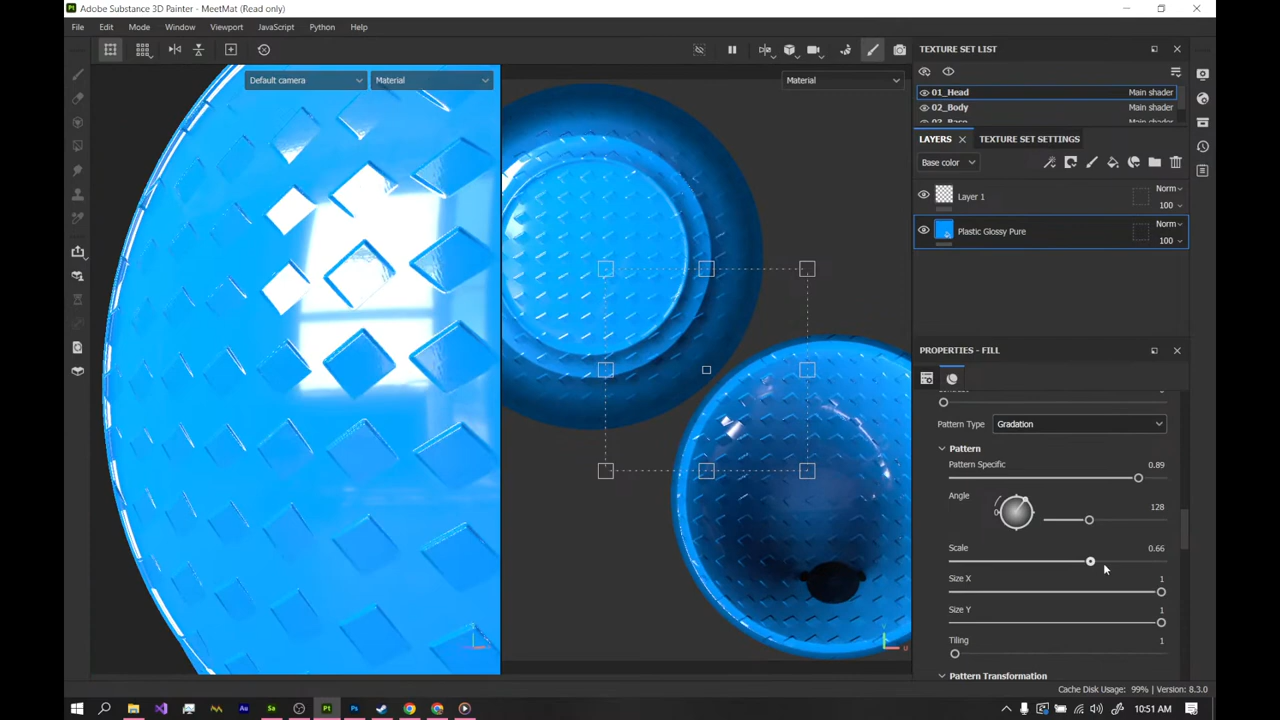 Adobe Substance 3D Painter - MeetMat (Read only)
File Edit Mode Window Viewport JavaScript Python Help
Default camera Material
Material
TEXTURE SET LIST
01_Head Main shader
02_Body Main shader
LAYERS TEXTURE SET SETTINGS
Base color
Layer 1 Norm
100
Plastic Glossy Pure Norm
100
PROPERTIES - FILL
Pattern Type Gradation
Pattern
Pattern Specific 0.89
Angle 128
Scale 0.66
Size X 1
Size Y 1
Tiling 1
Pattern Transformation
Cache Disk Usage: 99% | Version: 8.3.0
10:51 AM